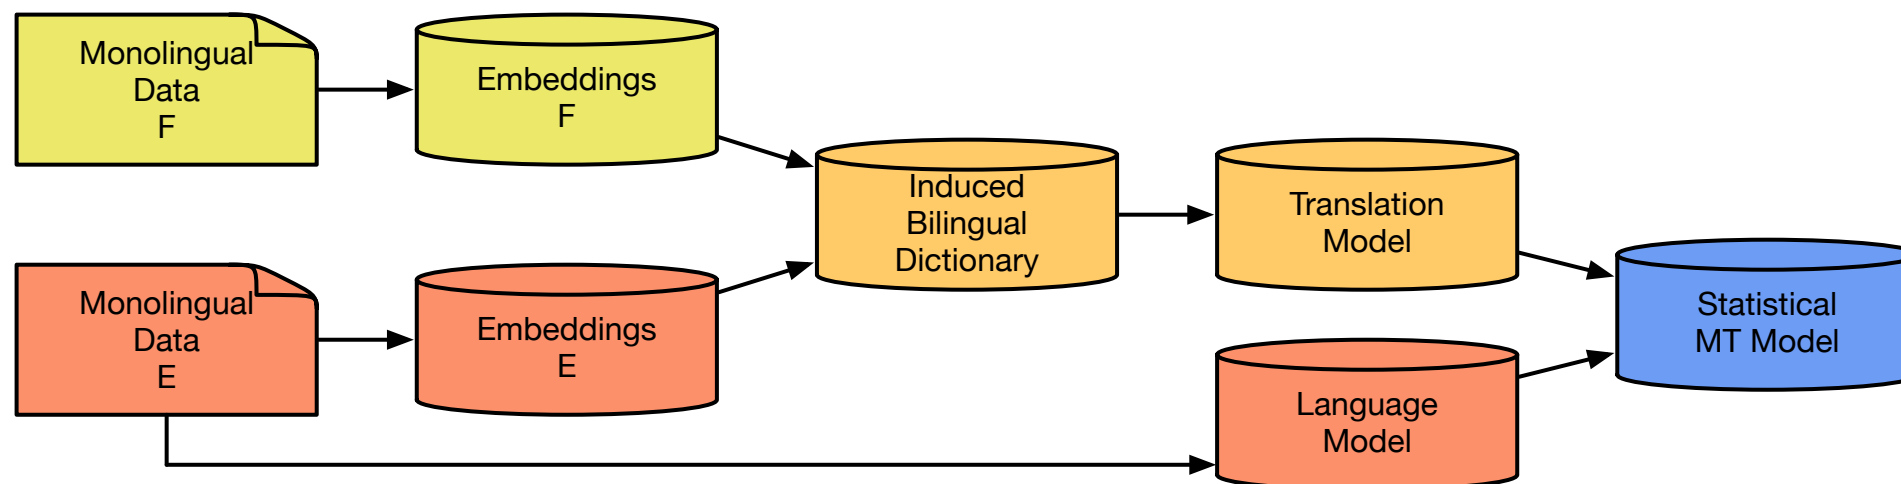 Monolingual
Data
F
Embeddings
F
Induced
Bilingual
Dictionary
Translation
Model
Monolingual
Data
E
Embeddings
E
Statistical
MT Model
Language
Model